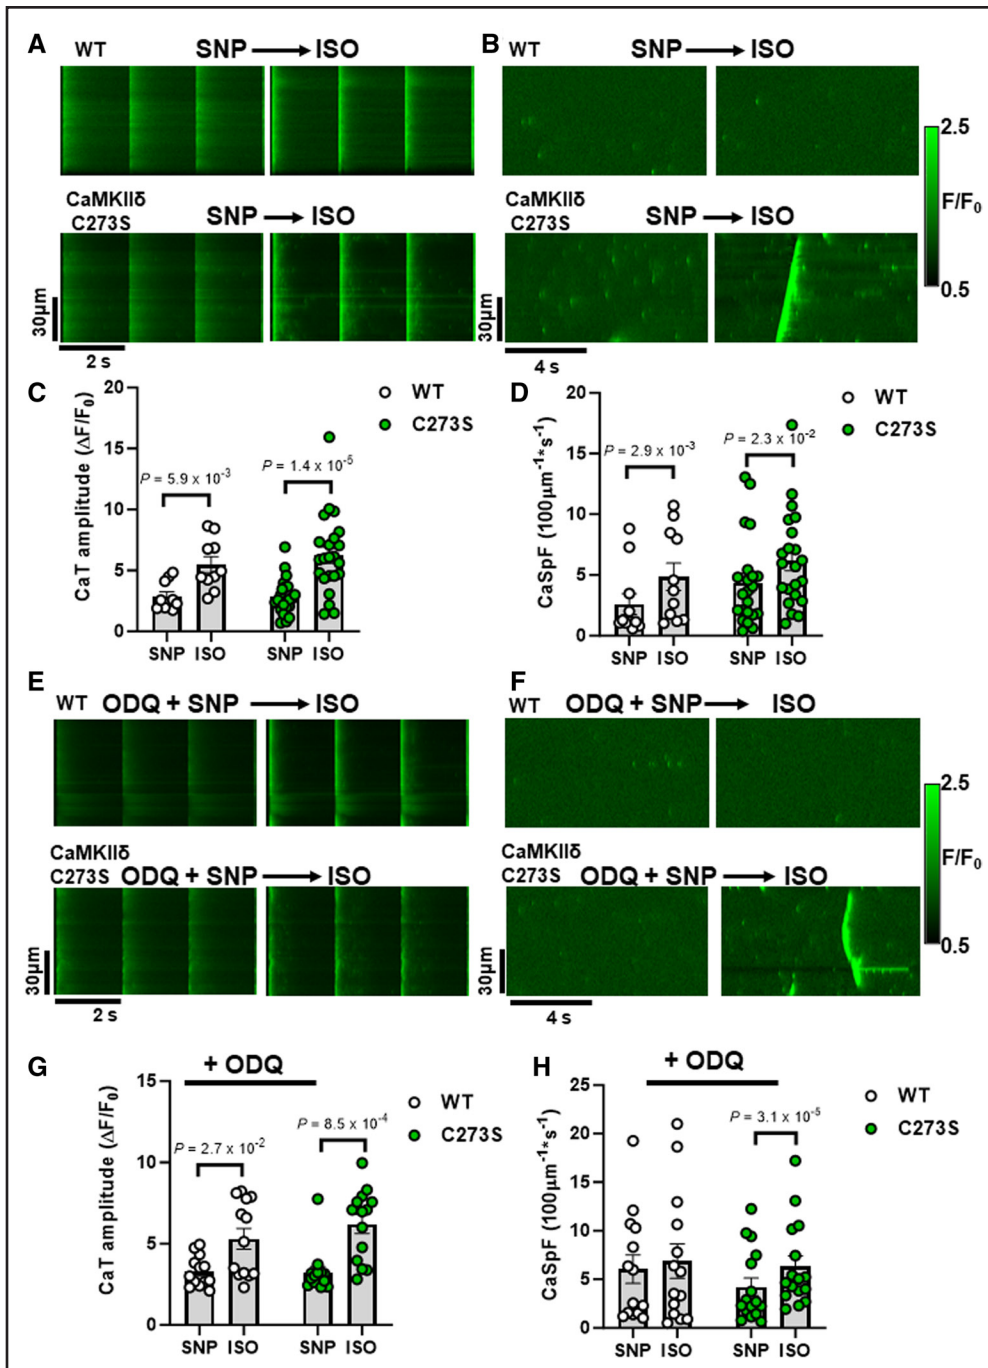 A
WT
SNP → ISO
B
WT
SNP → ISO
2.5
F/F₀
0.5
CaMKIIδ
C273S
SNP → ISO
CaMKIIδ
C273S
SNP → ISO
30μm
2 s
30μm
4 s
C
CaT amplitude (ΔF/F₀)
20
15
10
5
0
WT
C273S
P = 5.9 x 10⁻³
P = 1.4 x 10⁻⁵
SNP ISO SNP ISO
D
CaSpF (100μm⁻¹*s⁻¹)
20
15
10
5
0
WT
C273S
P = 2.9 x 10⁻³
P = 2.3 x 10⁻²
SNP ISO SNP ISO
E
WT ODQ + SNP → ISO
F
WT ODQ + SNP → ISO
2.5
F/F₀
0.5
CaMKIIδ
C273S ODQ + SNP → ISO
CaMKIIδ
C273S ODQ + SNP → ISO
30μm
2 s
30μm
4 s
G
+ ODQ
CaT amplitude (ΔF/F₀)
15
10
5
0
WT
C273S
P = 2.7 x 10⁻²
P = 8.5 x 10⁻⁴
SNP ISO SNP ISO
H
+ ODQ
CaSpF (100μm⁻¹*s⁻¹)
25
20
15
10
5
0
WT
C273S
P = 3.1 x 10⁻⁵
SNP ISO SNP ISO